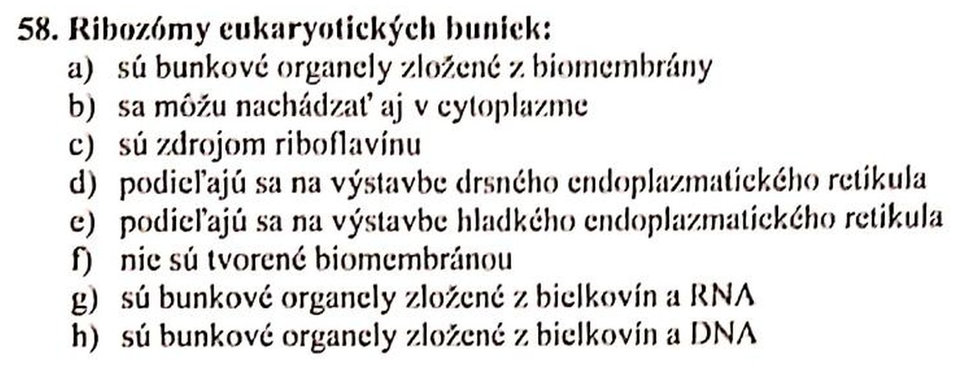 58. Ribozómy eukaryotických buniek:
a) sú bunkové organely zložené z biomembrány
b) sa môžu nachádzať aj v cytoplazme
c) sú zdrojom riboflavínu
d) podieľajú sa na výstavbe drsného endoplazmatického retikula
e) podieľajú sa na výstavbe hladkého endoplazmatického retikula
f) nie sú tvorené biomembránou
g) sú bunkové organely zložené z bielkovín a RNA
h) sú bunkové organely zložené z bielkovín a DNA